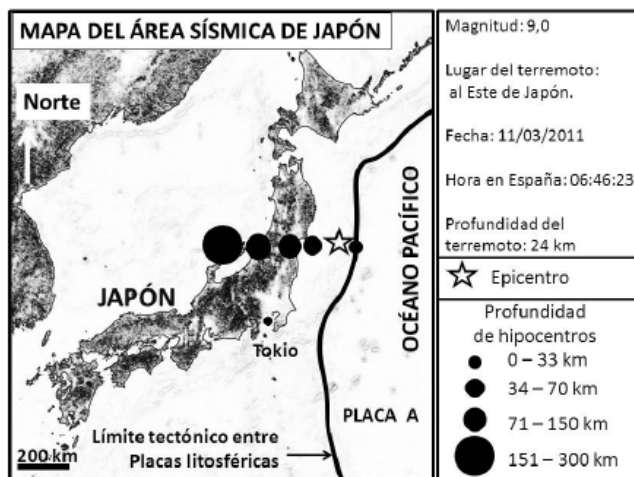 MAPA DEL ÁREA SÍSMICA DE JAPÓN
Norte
JAPÓN
Tokio
OCÉANO PACÍFICO
PLACA A
Límite tectónico entre
Placas litosféricas
200 km
Magnitud: 9,0
Lugar del terremoto:
al Este de Japón.
Fecha: 11/03/2011
Hora en España: 06:46:23
Profundidad del
terremoto: 24 km
Epicentro
Profundidad
de hipocentros
0 – 33 km
34 – 70 km
71 – 150 km
151 – 300 km